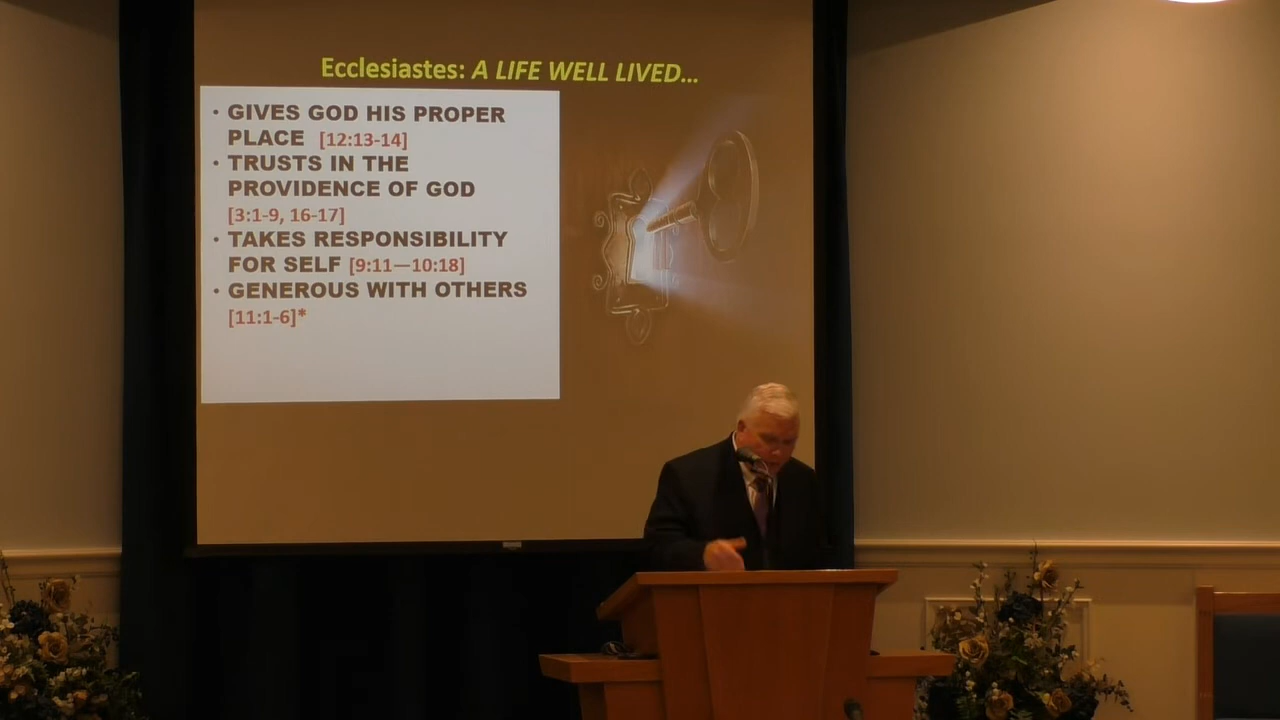 Ecclesiastes: A LIFE WELL LIVED...
• GIVES GOD HIS PROPER
PLACE [12:13-14]
• TRUSTS IN THE
PROVIDENCE OF GOD
[3:1-9, 16-17]
• TAKES RESPONSIBILITY
FOR SELF [9:11—10:18]
• GENEROUS WITH OTHERS
[11:1-6]*